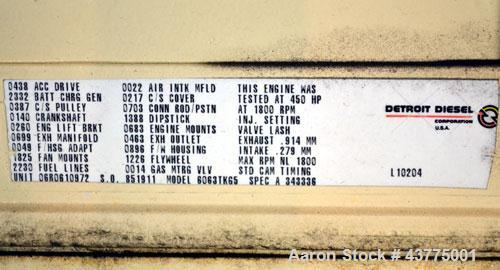 0438 ACC DRIVE 0022 AIR INTK MFLD THIS ENGINE WAS
2332 BATT CHRG GEN 0217 C/S COVER TESTED AT 450 HP
0387 C/S PULLEY 0703 CONN ROD/PSTN AT 1800 RPM
0140 CRANKSHAFT 1388 DIPSTICK INJ. SETTING
0260 ENG LIFT BRKT 0683 ENGINE MOUNTS VALVE LASH
0699 EXH MANIFOLD 0896 EXH OUTLET EXHAUST .914 MM
0049 F/HSG ADAPT 0896 F/W HOUSING INTAKE .279 MM
1825 FAN MOUNTS 1226 FLYWHEEL MAX RPM NL 1800
2230 FUEL LINES 0014 GAS MTRG VLV STD CAM TIMING
UNIT 06R0610972 S.O. 851911 MODEL 6063TKG5 SPEC A 343336
DETROIT DIESEL
CORPORATION
U.S.A.
L10204
Aaron Stock # 43775001